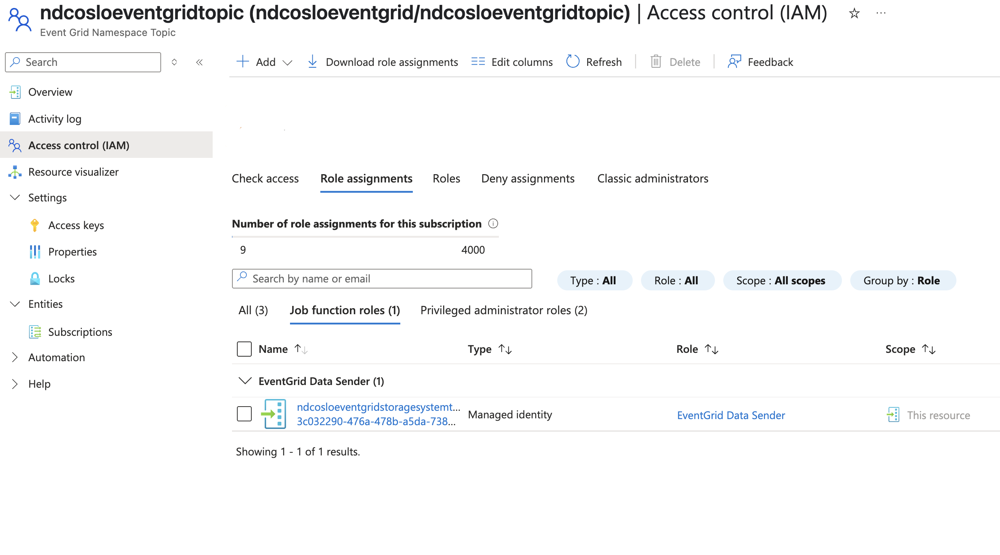 ndcosloeventgridtopic (ndcosloeventgrid/ndcosloeventgridtopic) | Access control (IAM)
Event Grid Namespace Topic
Search
Add
Download role assignments
Edit columns
Refresh
Delete
Feedback
Overview
Activity log
Access control (IAM)
Resource visualizer
Settings
Access keys
Properties
Locks
Entities
Subscriptions
Automation
Help
Check access
Role assignments
Roles
Deny assignments
Classic administrators
Number of role assignments for this subscription
9
4000
Search by name or email
Type : All
Role : All
Scope : All scopes
Group by : Role
All (3)
Job function roles (1)
Privileged administrator roles (2)
Name
Type
Role
Scope
EventGrid Data Sender (1)
ndcosloeventgridstoragesystemt...
3c032290-476a-478b-a5da-738...
Managed identity
EventGrid Data Sender
This resource
Showing 1 - 1 of 1 results.